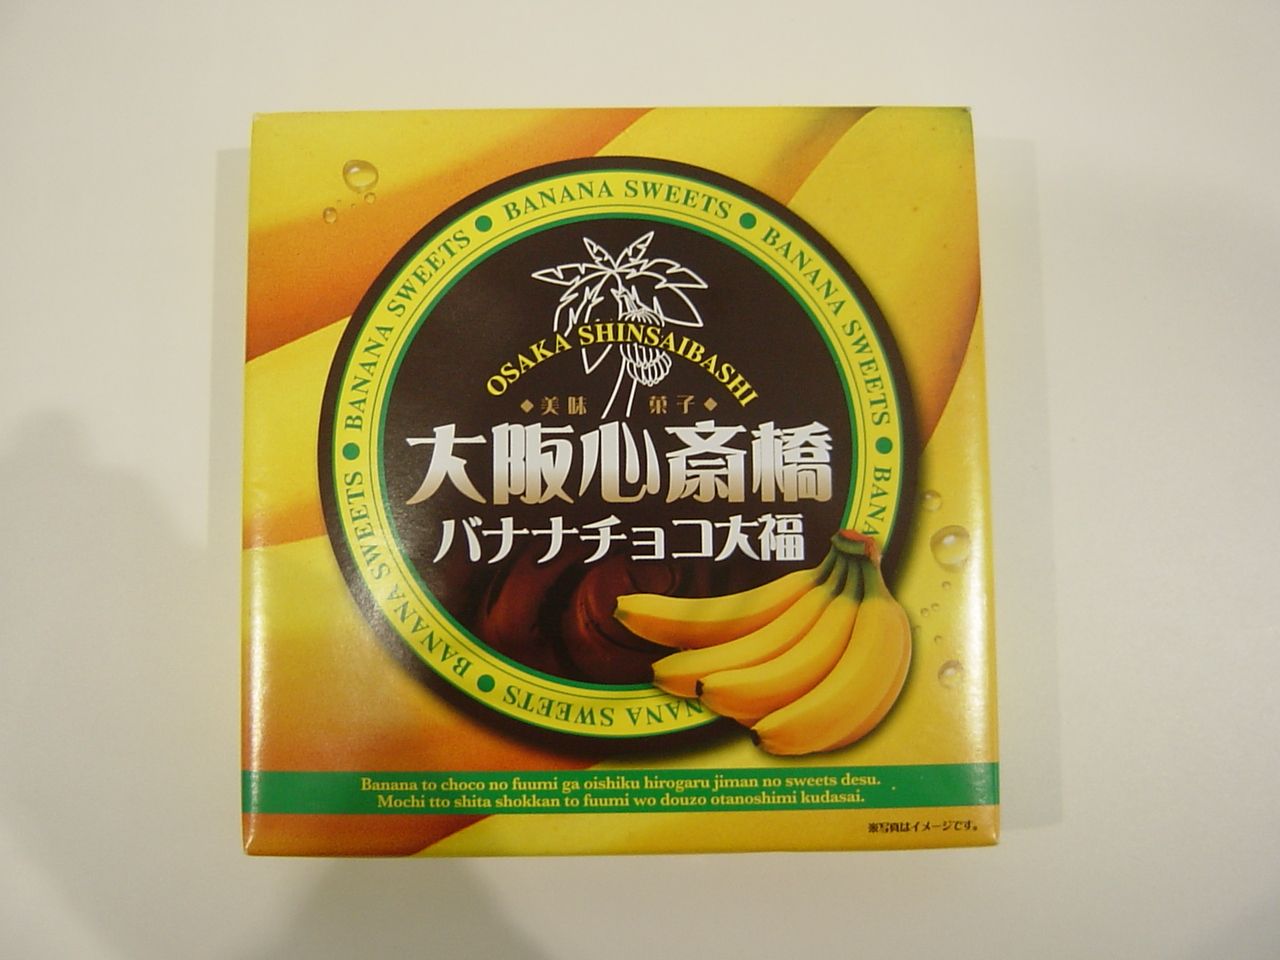 BANANA SWEETS ● BANANA SWEETS ● BANANA SWEETS ● BANA
NANA SWEETS ● BANANA SWEETS ●
OSAKA SHINSAIBASHI
◆美味 菓子◆
大阪心斎橋
バナナチョコ大福
Banana to choco no fuumi ga oishiku hirogaru jiman no sweets desu.
Mochi tto shita shokkan to fuumi wo douzo otanoshimi kudasai.
※写真はイメージです。